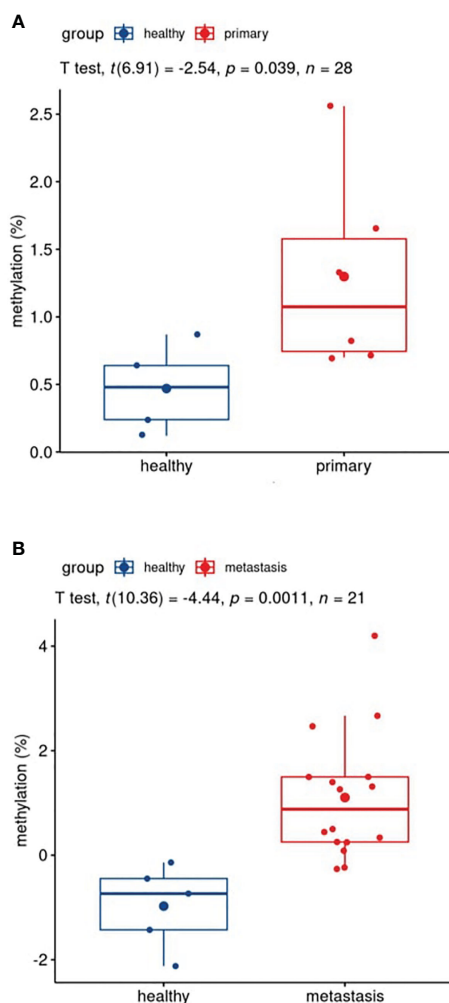 A
group healthy primary
T test, t(6.91) = -2.54, p = 0.039, n = 28
2.5
2.0
1.5
1.0
0.5
0.0
methylation (%)
healthy primary
B
group healthy metastasis
T test, t(10.36) = -4.44, p = 0.0011, n = 21
4
2
0
-2
methylation (%)
healthy metastasis